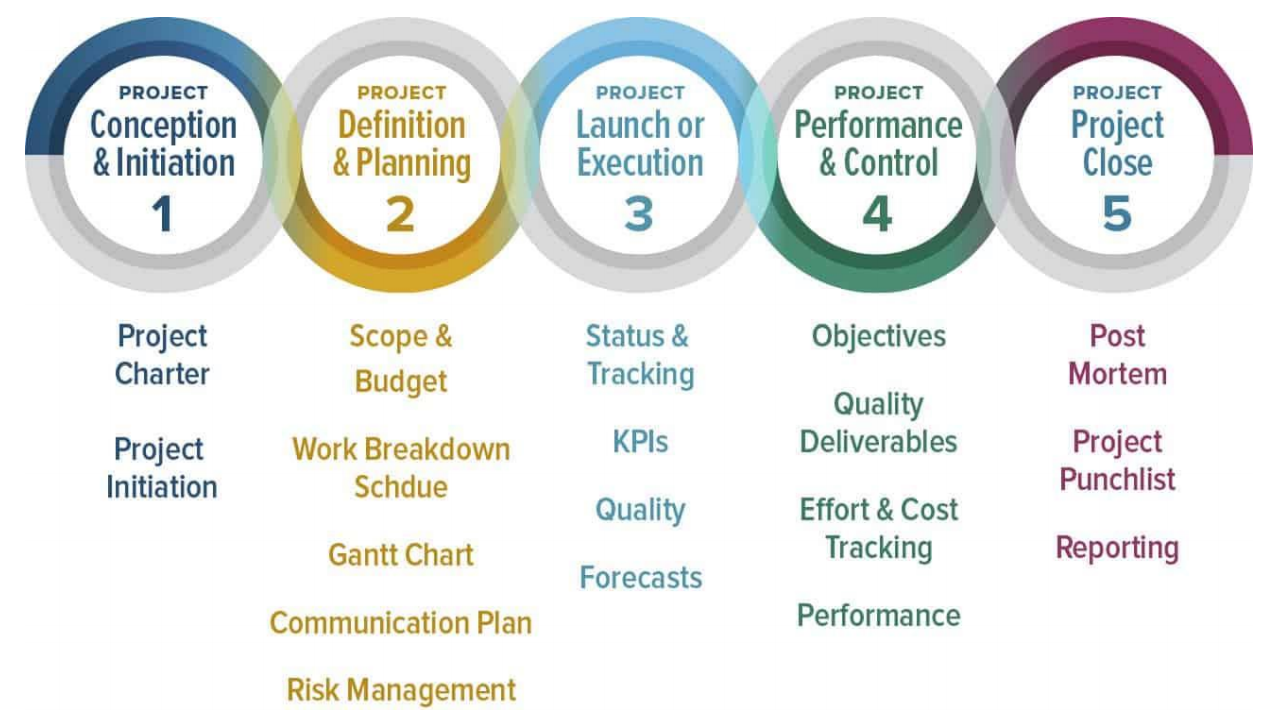 PROJECT
Conception
& Initiation
1
PROJECT
Definition
& Planning
2
PROJECT
Launch or
Execution
3
PROJECT
Performance
& Control
4
PROJECT
Project
Close
5
Project
Charter
Project
Initiation
Scope &
Budget
Work Breakdown
Schdue
Gantt Chart
Communication Plan
Risk Management
Status &
Tracking
KPIs
Quality
Forecasts
Objectives
Quality
Deliverables
Effort & Cost
Tracking
Performance
Post
Mortem
Project
Punchlist
Reporting